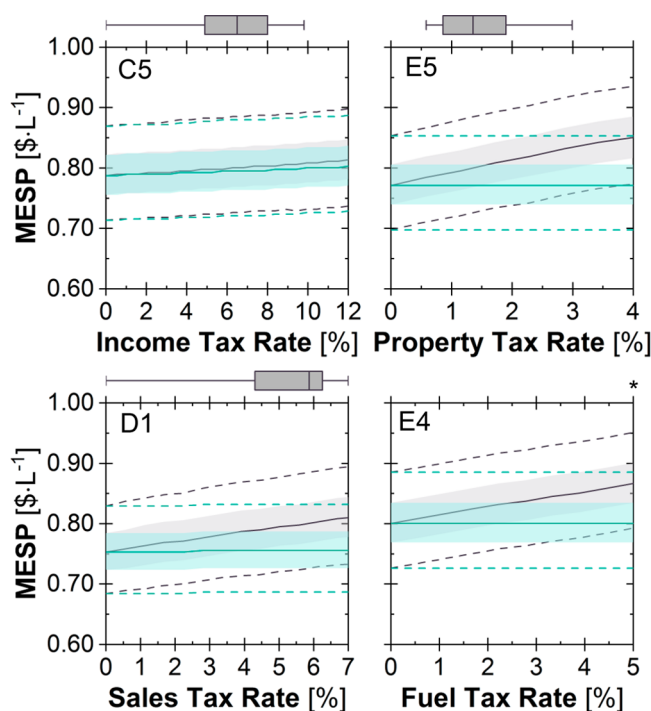 C5
E5
MESP [$·L⁻¹]
1.00
0.90
0.80
0.70
0.60
0 2 4 6 8 10 12
0 1 2 3 4
Income Tax Rate [%]
Property Tax Rate [%]
*
D1
E4
MESP [$·L⁻¹]
1.00
0.90
0.80
0.70
0.60
0 1 2 3 4 5 6 7
0 1 2 3 4 5
Sales Tax Rate [%]
Fuel Tax Rate [%]